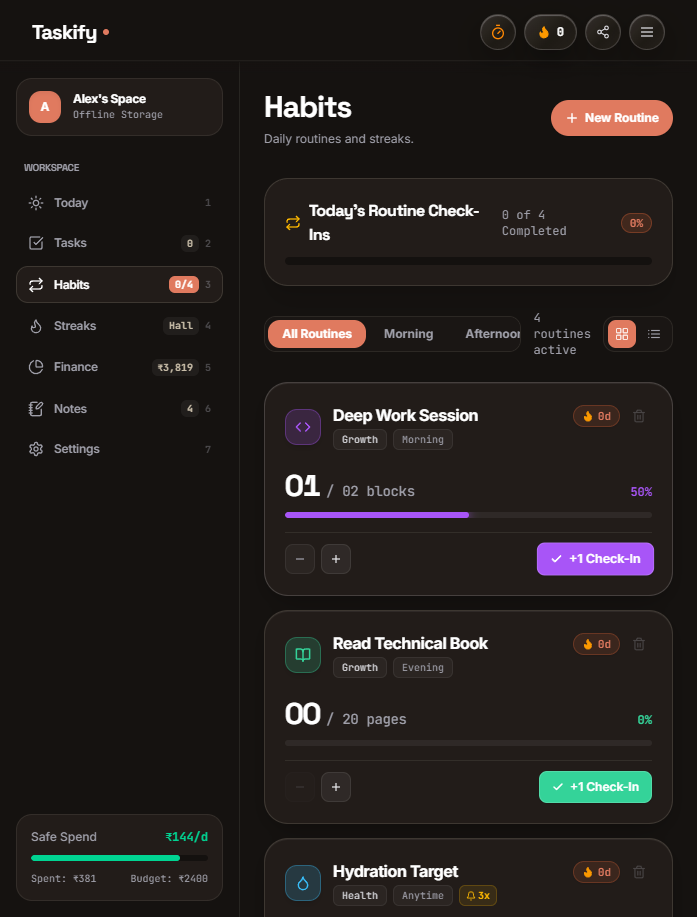 Taskify
0
A
Alex's Space
Offline Storage
WORKSPACE
Today 1
Tasks 0 2
Habits 0/4 3
Streaks Hall 4
Finance ₹3,819 5
Notes 4 6
Settings 7
Safe Spend ₹144/d
Spent: ₹381 Budget: ₹2400
Habits
Daily routines and streaks.
+ New Routine
Today's Routine Check-
Ins
0 of 4
Completed
0%
All Routines Morning Afternoon
4
routines
active
Deep Work Session 0d
Growth Morning
01 / 02 blocks 50%
− + +1 Check-In
Read Technical Book 0d
Growth Evening
00 / 20 pages 0%
− + +1 Check-In
Hydration Target 0d
Health Anytime 3x